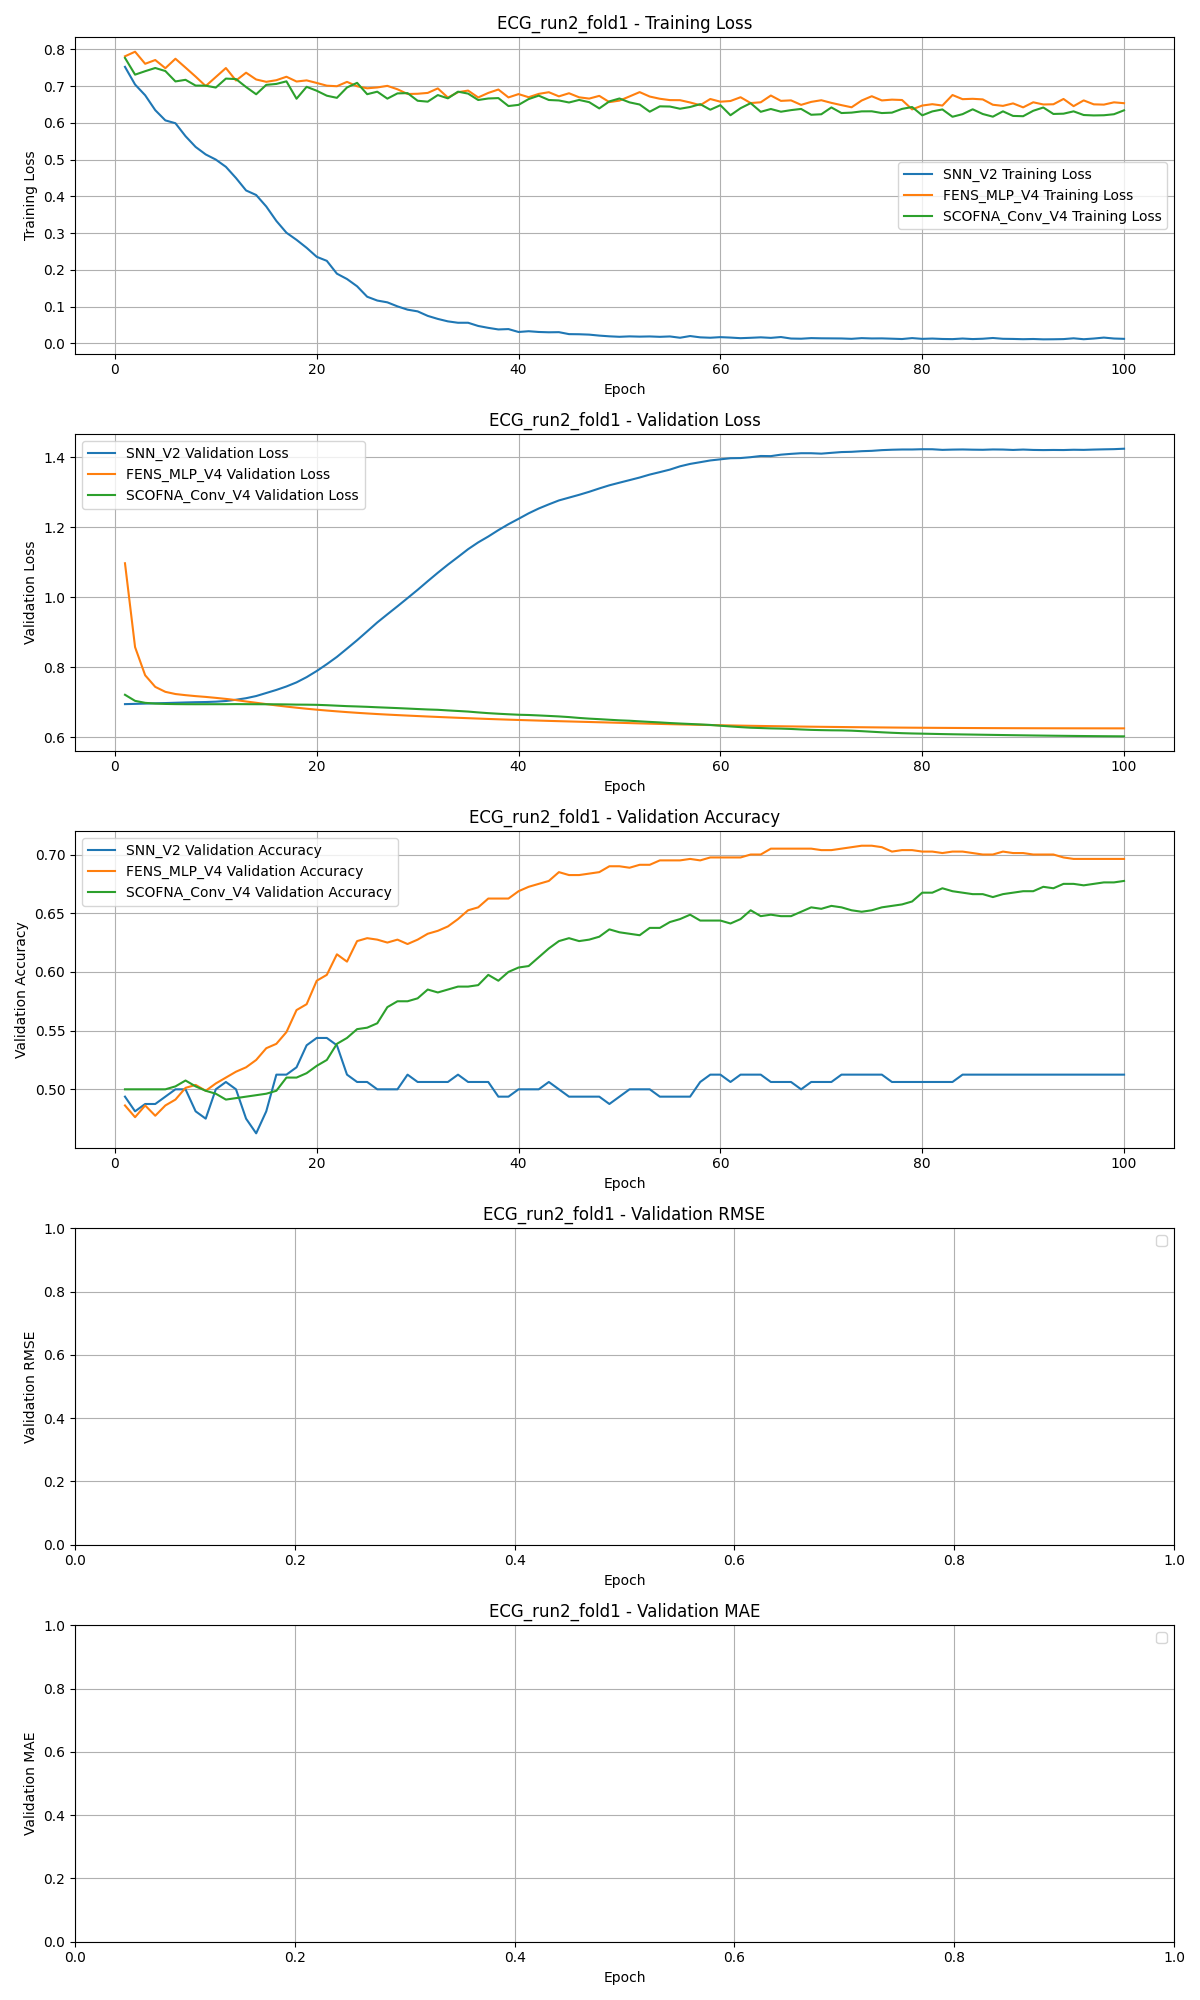 ECG_run2_fold1 - Training Loss
0.8
0.7
0.6
0.5
0.4
0.3
0.2
0.1
0.0
Training Loss
SNN_V2 Training Loss
FENS_MLP_V4 Training Loss
SCOFNA_Conv_V4 Training Loss
0 20 40 60 80 100
Epoch
ECG_run2_fold1 - Validation Loss
1.4
1.2
1.0
0.8
0.6
Validation Loss
SNN_V2 Validation Loss
FENS_MLP_V4 Validation Loss
SCOFNA_Conv_V4 Validation Loss
0 20 40 60 80 100
Epoch
ECG_run2_fold1 - Validation Accuracy
0.70
0.65
0.60
0.55
0.50
Validation Accuracy
SNN_V2 Validation Accuracy
FENS_MLP_V4 Validation Accuracy
SCOFNA_Conv_V4 Validation Accuracy
0 20 40 60 80 100
Epoch
ECG_run2_fold1 - Validation RMSE
1.0
0.8
0.6
0.4
0.2
0.0
Validation RMSE
0.0 0.2 0.4 0.6 0.8 1.0
Epoch
ECG_run2_fold1 - Validation MAE
1.0
0.8
0.6
0.4
0.2
0.0
Validation MAE
0.0 0.2 0.4 0.6 0.8 1.0
Epoch